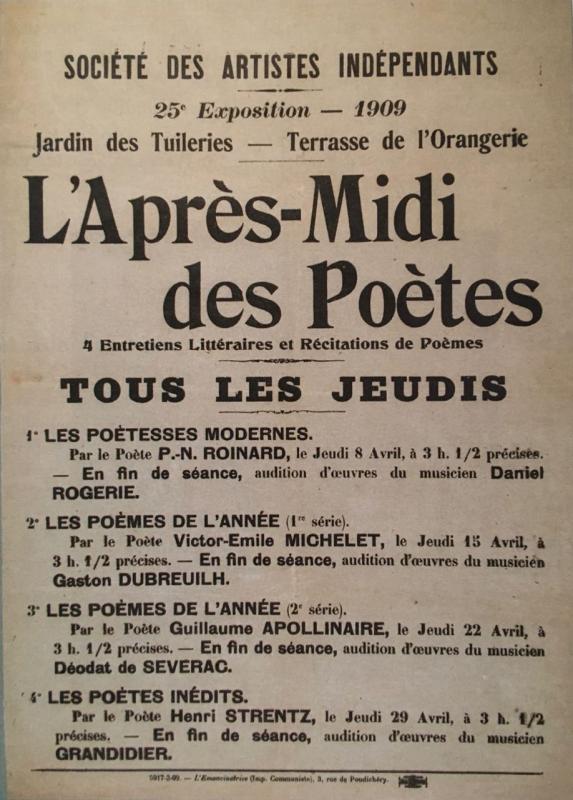 SOCIÉTÉ DES ARTISTES INDÉPENDANTS
25e Exposition — 1909
Jardin des Tuileries — Terrasse de l'Orangerie
L'Après-Midi
des Poètes
4 Entretiens Littéraires et Récitations de Poèmes
TOUS LES JEUDIS
1° LES POÉTESSES MODERNES.
Par le Poète P.-N. ROINARD, le Jeudi 8 Avril, à 3 h. 1/2 précises.
— En fin de séance, audition d'œuvres du musicien Daniel
ROGERIE.
2° LES POÈMES DE L'ANNÉE (1re série).
Par le Poète Victor-Emile MICHELET, le Jeudi 15 Avril, à
3 h. 1/2 précises. — En fin de séance, audition d'œuvres du musicien
Gaston DUBREUILH.
3° LES POÈMES DE L'ANNÉE (2e série).
Par le Poète Guillaume APOLLINAIRE, le Jeudi 22 Avril, à
3 h. 1/2 précises. — En fin de séance, audition d'œuvres du musicien
Déodat de SEVERAC.
4° LES POÈTES INÉDITS.
Par le Poète Henri STRENTZ, le Jeudi 29 Avril, à 3 h. 1/2
précises. — En fin de séance, audition d'œuvres du musicien
GRANDIDIER.
5917-3-09. — L'Emancipatrice (Imp. Communiste), 3, rue de Pondichéry.